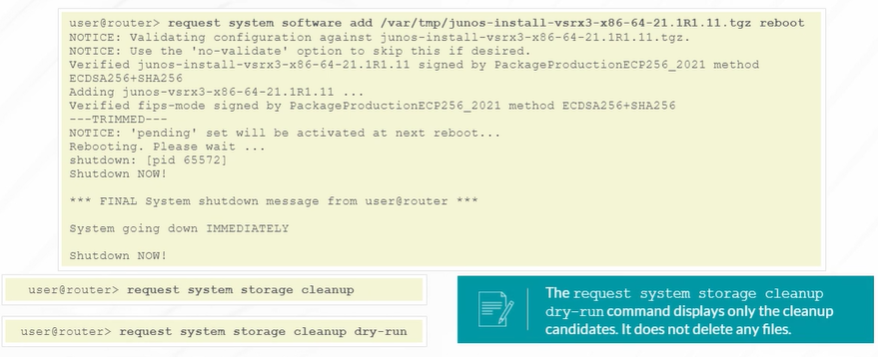 user@router> request system software add /var/tmp/junos-install-vsrx3-x86-64-21.1R1.11.tgz reboot
NOTICE: Validating configuration against junos-install-vsrx3-x86-64-21.1R1.11.tgz.
NOTICE: Use the 'no-validate' option to skip this if desired.
Verified junos-install-vsrx3-x86-64-21.1R1.11 signed by PackageProductionECP256_2021 method
ECDSA256+SHA256
Adding junos-vsrx3-x86-64-21.1R1.11 ...
Verified fips-mode signed by PackageProductionECP256_2021 method ECDSA256+SHA256
---TRIMMED---
NOTICE: 'pending' set will be activated at next reboot...
Rebooting. Please wait ...
shutdown: [pid 65572]
Shutdown NOW!
*** FINAL System shutdown message from user@router ***
System going down IMMEDIATELY
Shutdown NOW!
user@router> request system storage cleanup
user@router> request system storage cleanup dry-run
The request system storage cleanup
dry-run command displays only the cleanup
candidates. It does not delete any files.